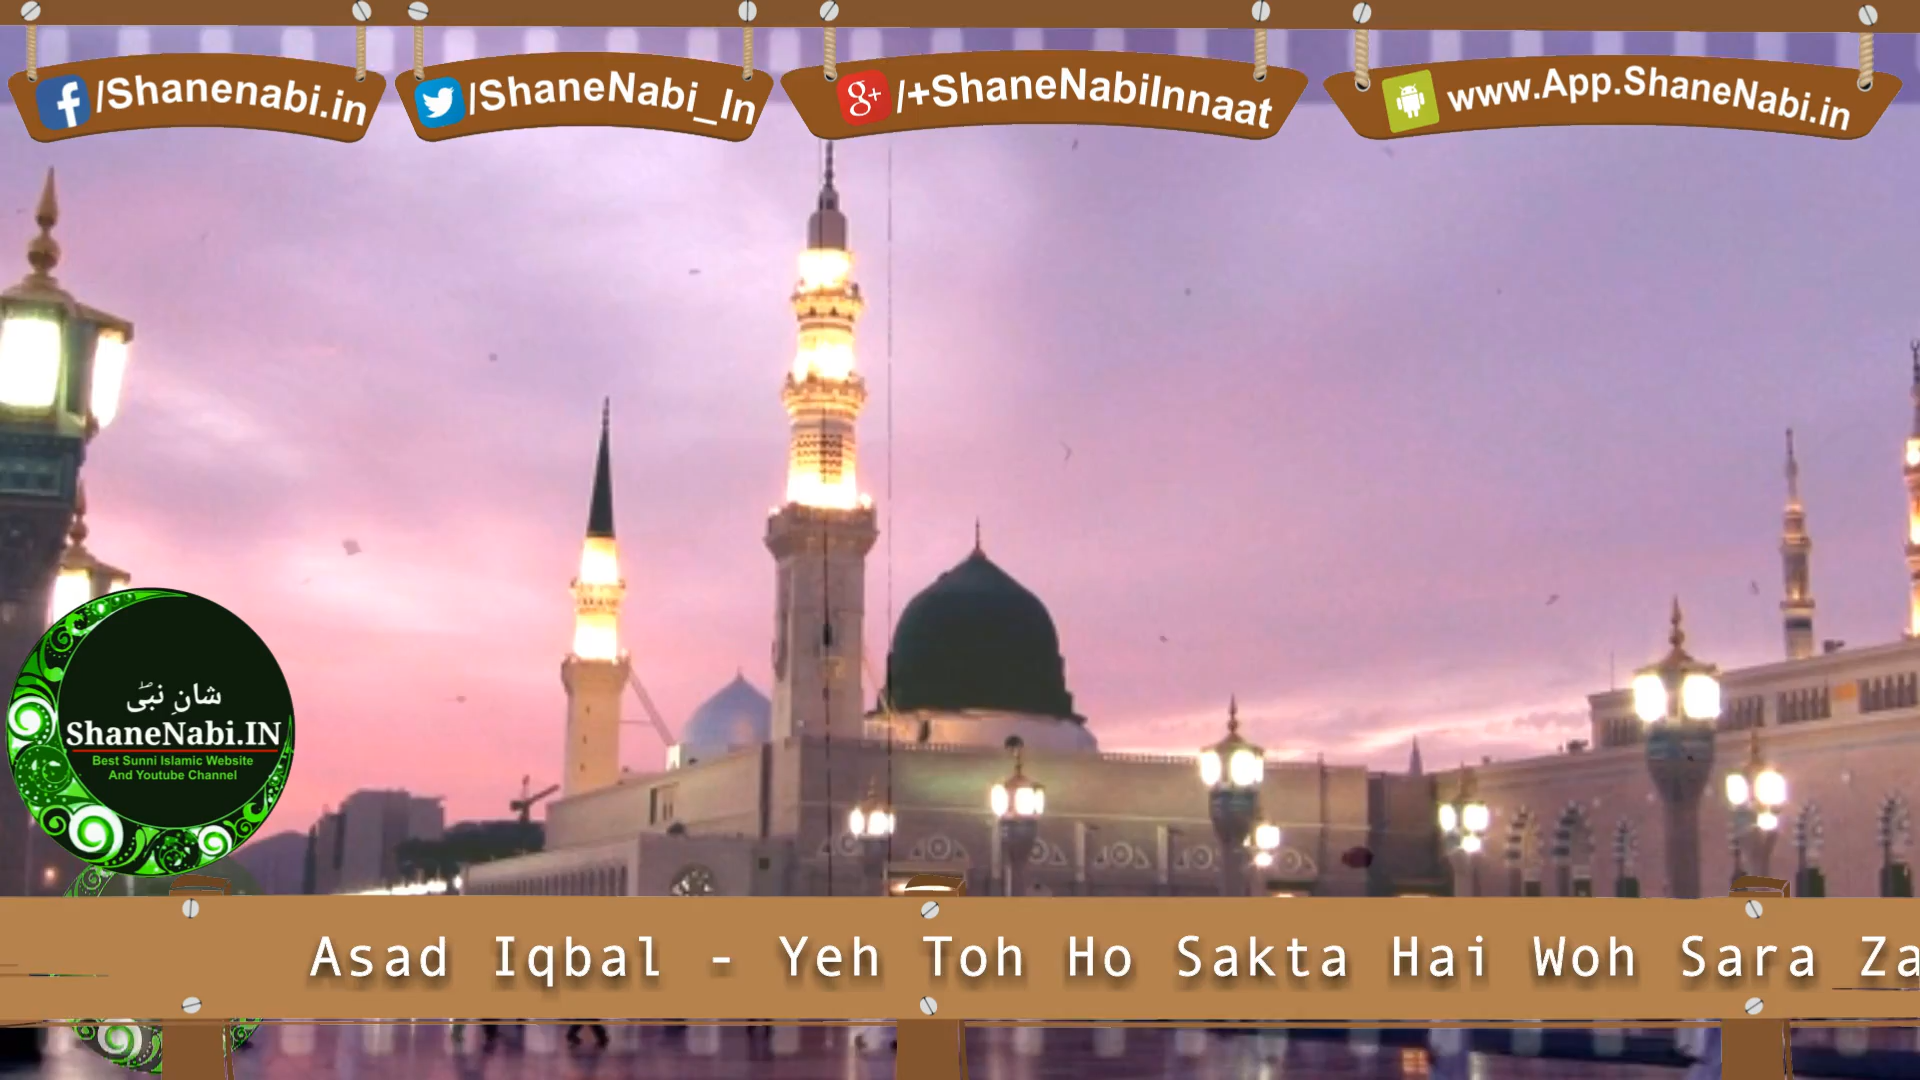 /Shanenabi.in
/ShaneNabi_In
/+ShaneNabiInnaat
www.App.ShaneNabi.in
شانِ نبیؐ
ShaneNabi.IN
Best Sunni Islamic Website
And Youtube Channel
Asad Iqbal - Yeh Toh Ho Sakta Hai Woh Sara Za